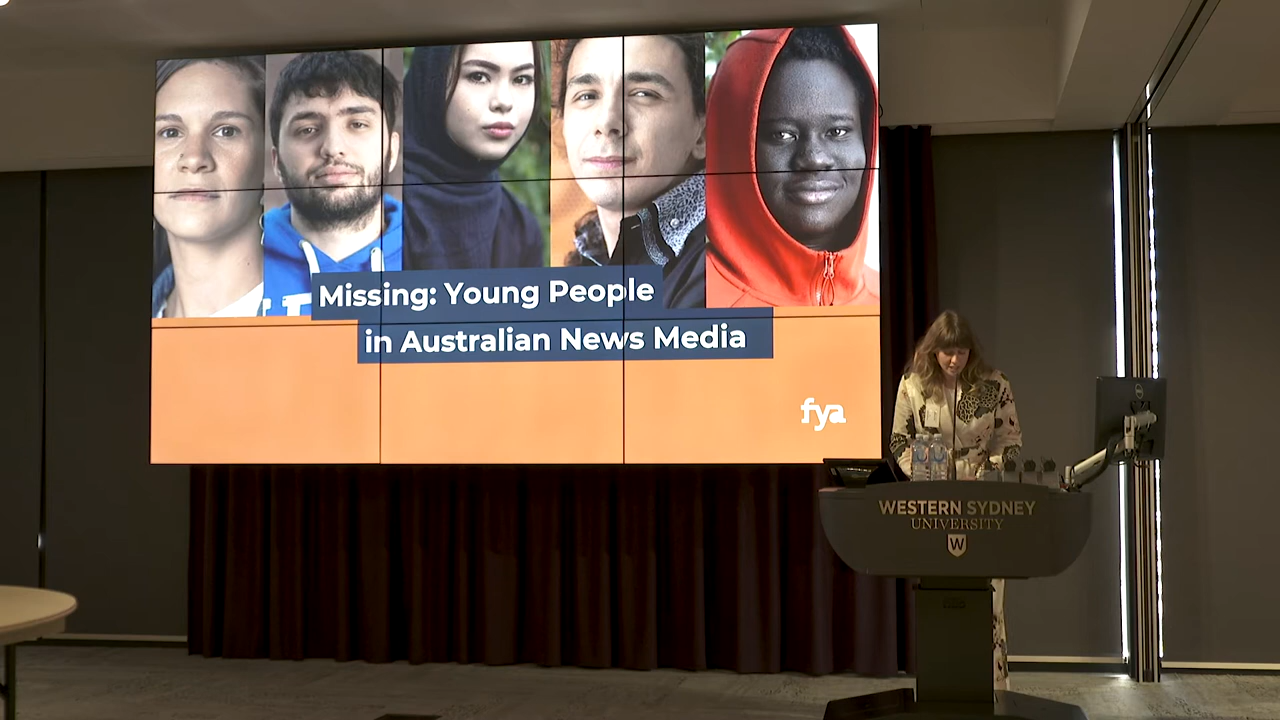 Missing: Young People
in Australian News Media
fya
WESTERN SYDNEY
UNIVERSITY
W